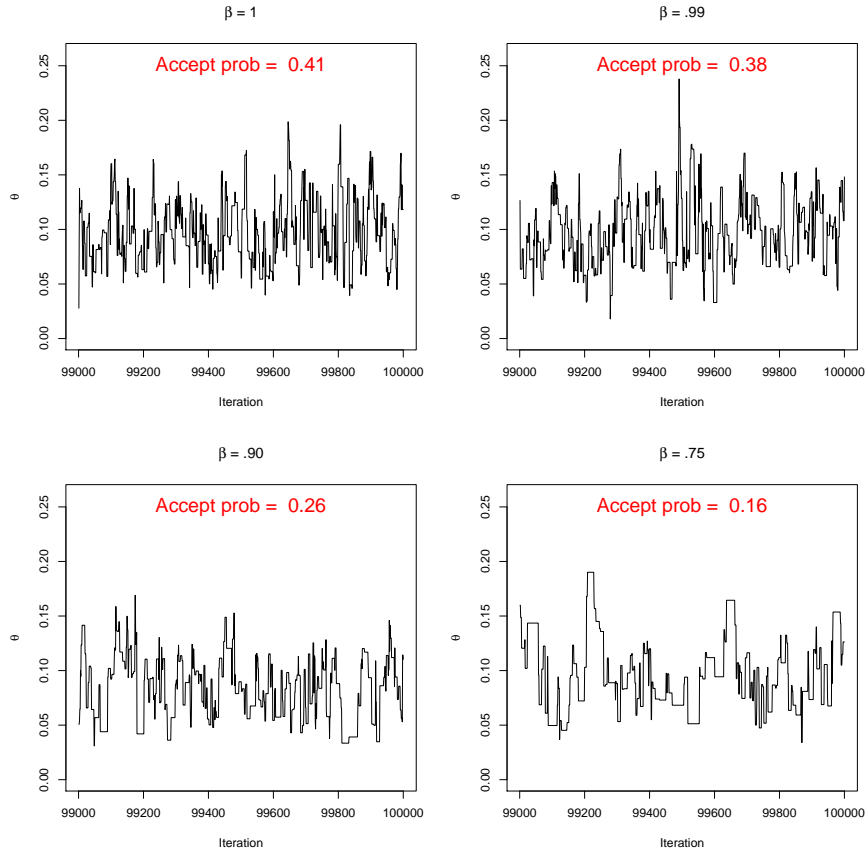 β = 1
Accept prob = 0.41
0.25
0.20
0.15
0.10
0.05
0.00
θ
99000 99200 99400 99600 99800 100000
Iteration
β = .99
Accept prob = 0.38
0.25
0.20
0.15
0.10
0.05
0.00
θ
99000 99200 99400 99600 99800 100000
Iteration
β = .90
Accept prob = 0.26
0.25
0.20
0.15
0.10
0.05
0.00
θ
99000 99200 99400 99600 99800 100000
Iteration
β = .75
Accept prob = 0.16
0.25
0.20
0.15
0.10
0.05
0.00
θ
99000 99200 99400 99600 99800 100000
Iteration